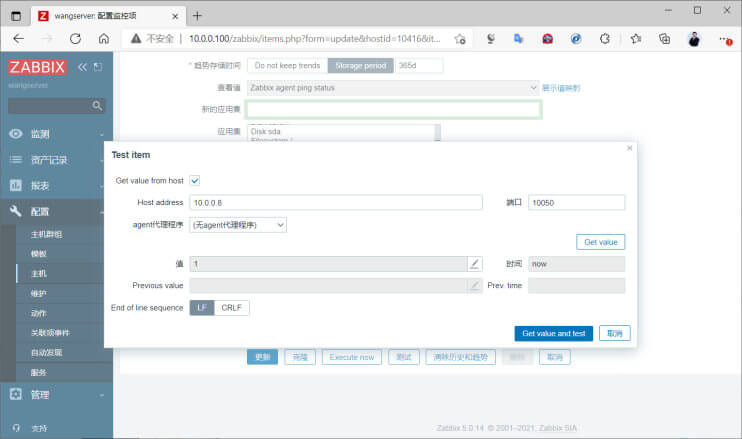 wangserver: 配置监控项
不安全 | 10.0.0.100/zabbix/items.php?form=update&hostid=10416&it...
ZABBIX
wangserver
监测
资产记录
报表
配置
主机群组
模板
主机
维护
动作
关联项事件
自动发现
服务
管理
支持
* 趋势存储时间 Do not keep trends Storage period 365d
查看值 Zabbix agent ping status 展示值映射
新的应用集
应用集
Disk sda
Test item
Get value from host
Host address 10.0.0.8 端口 10050
agent代理程序 (无agent代理程序)
Get value
值 1 时间 now
Previous value Prev. time
End of line sequence LF CRLF
Get value and test 取消
更新 克隆 Execute now 测试 清除历史和趋势 删除 取消
Zabbix 5.0.14. © 2001–2021, Zabbix SIA